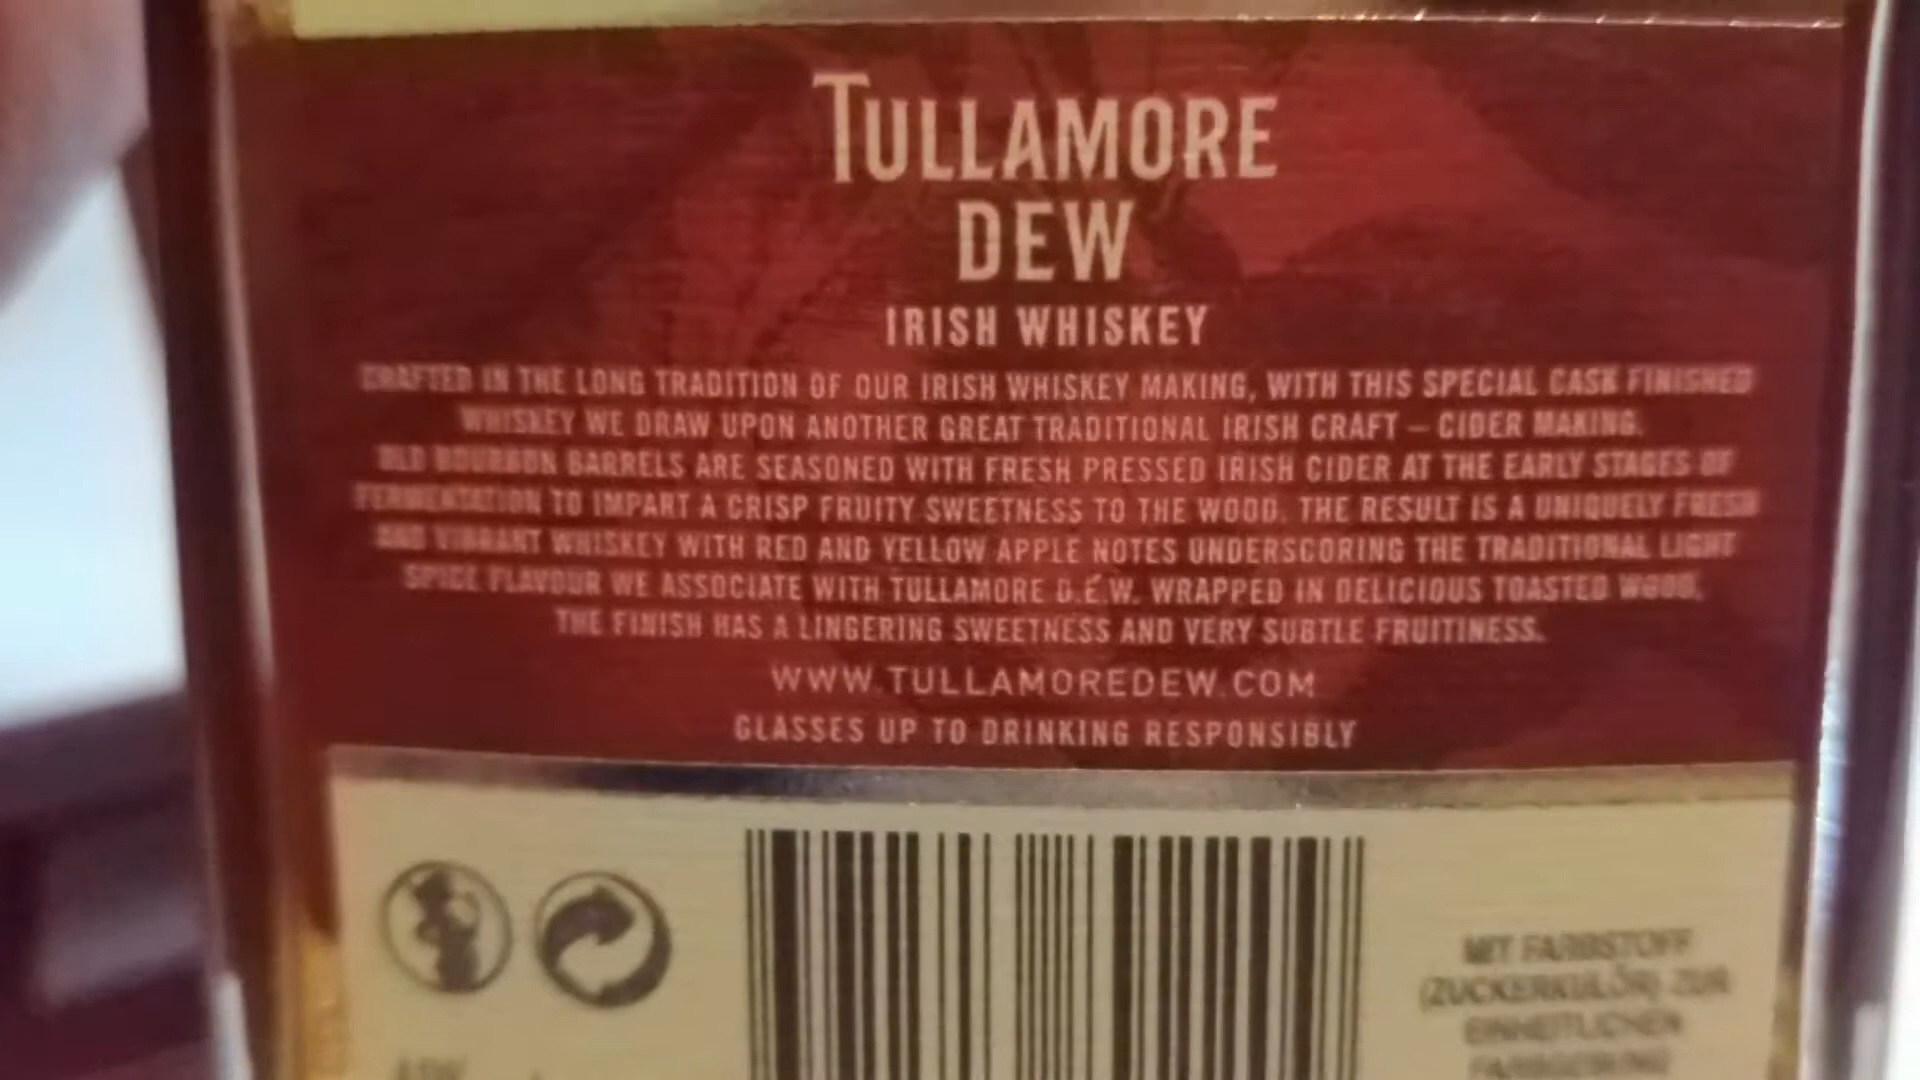 TULLAMORE
DEW
IRISH WHISKEY
CRAFTED IN THE LONG TRADITION OF OUR IRISH WHISKEY MAKING, WITH THIS SPECIAL CASK FINISHED
WHISKEY WE DRAW UPON ANOTHER GREAT TRADITIONAL IRISH CRAFT – CIDER MAKING.
OLD BOURBON BARRELS ARE SEASONED WITH FRESH PRESSED IRISH CIDER AT THE EARLY STAGES OF
FERMENTATION TO IMPART A CRISP FRUITY SWEETNESS TO THE WOOD. THE RESULT IS A UNIQUELY FRESH
AND VIBRANT WHISKEY WITH RED AND YELLOW APPLE NOTES UNDERSCORING THE TRADITIONAL LIGHT
SPICE FLAVOUR WE ASSOCIATE WITH TULLAMORE D.E.W. WRAPPED IN DELICIOUS TOASTED WOOD,
THE FINISH HAS A LINGERING SWEETNESS AND VERY SUBTLE FRUITINESS.
WWW.TULLAMOREDEW.COM
GLASSES UP TO DRINKING RESPONSIBLY
MIT FARBSTOFF
(ZUCKERKULÖR) ZUR
EINHEITLICHEN
FARBGEBUNG